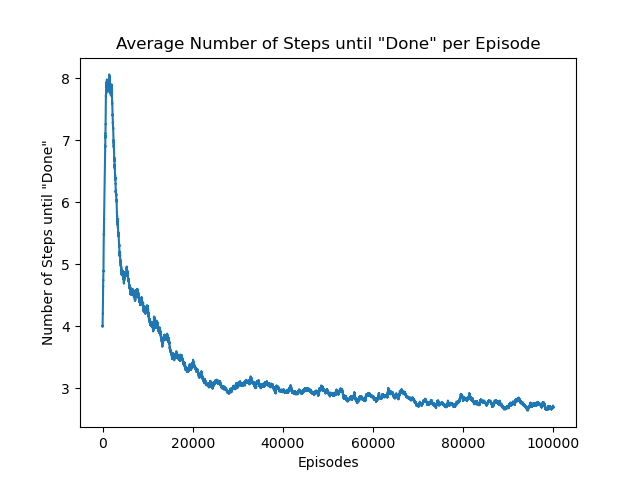 Average Number of Steps until "Done" per Episode
8
7
6
5
4
3
Number of Steps until "Done"
0 20000 40000 60000 80000 100000
Episodes